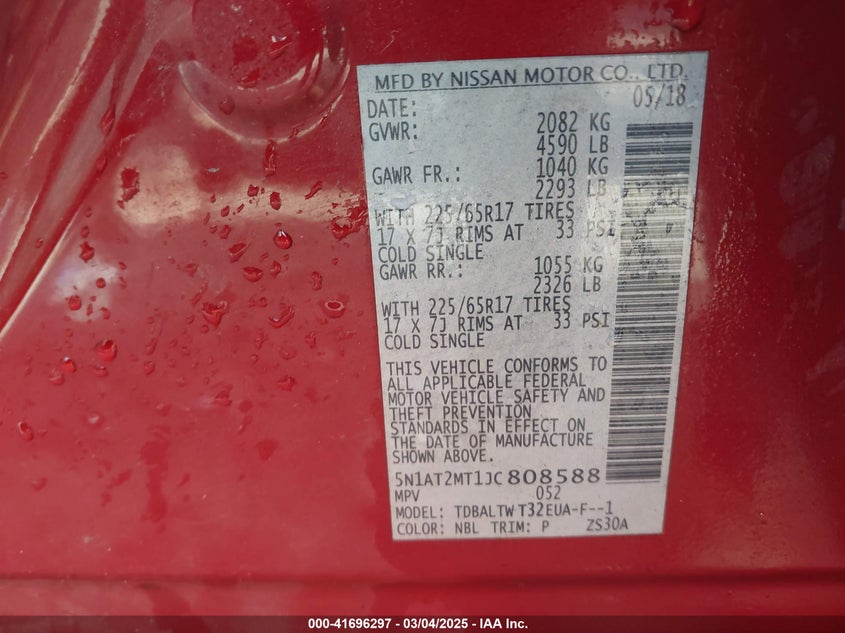 MFD BY NISSAN MOTOR CO., LTD.
DATE: 05/18
GVWR: 2082 KG
4590 LB
GAWR FR.: 1040 KG
2293 LB
WITH 225/65R17 TIRES
17 X 7J RIMS AT 33 PSI
COLD SINGLE
GAWR RR.: 1055 KG
2326 LB
WITH 225/65R17 TIRES
17 X 7J RIMS AT 33 PSI
COLD SINGLE
THIS VEHICLE CONFORMS TO
ALL APPLICABLE FEDERAL
MOTOR VEHICLE SAFETY AND
THEFT PREVENTION
STANDARDS IN EFFECT ON
THE DATE OF MANUFACTURE
SHOWN ABOVE.
5N1AT2MT1JC808588
MPV 052
MODEL: TDBALTW T32EUA-F--1
COLOR: NBL TRIM: P ZS30A
000-41696297 - 03/04/2025 - IAA Inc.